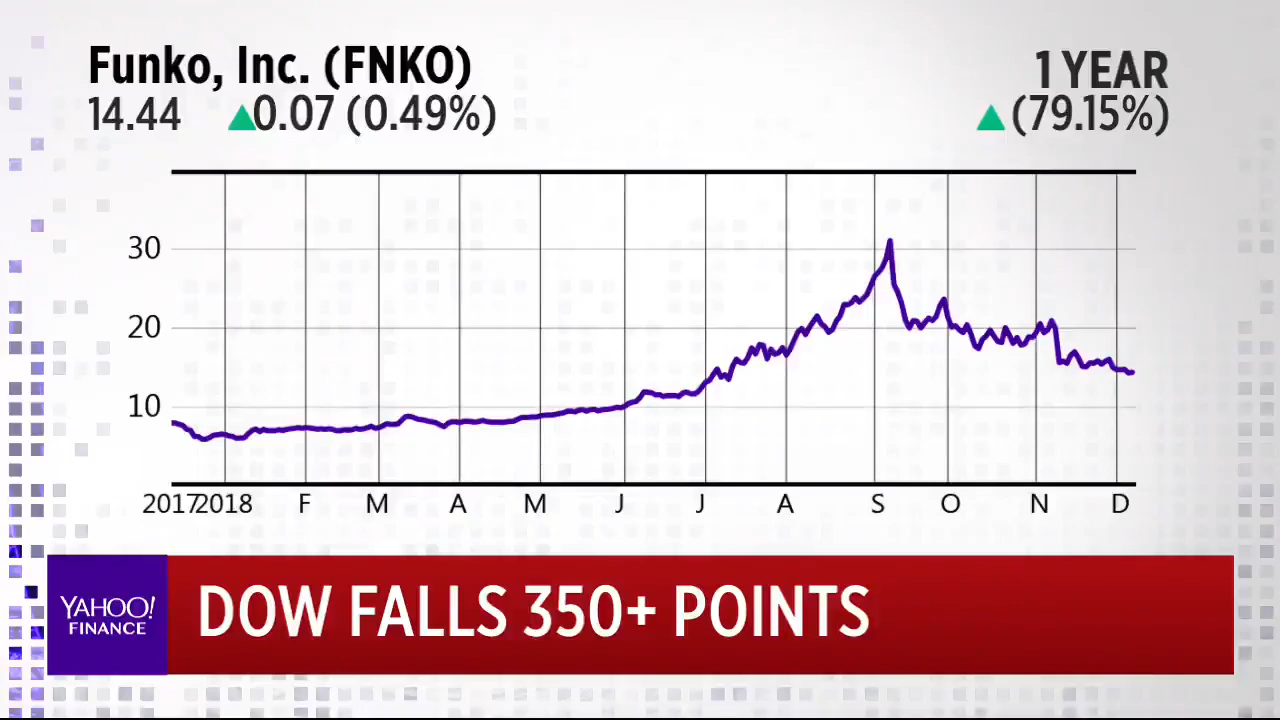 Funko, Inc. (FNKO)
1 YEAR
14.44 ▲0.07 (0.49%)
▲(79.15%)
30
20
10
2017 2018 F M A M J J A S O N D
YAHOO!
FINANCE
DOW FALLS 350+ POINTS